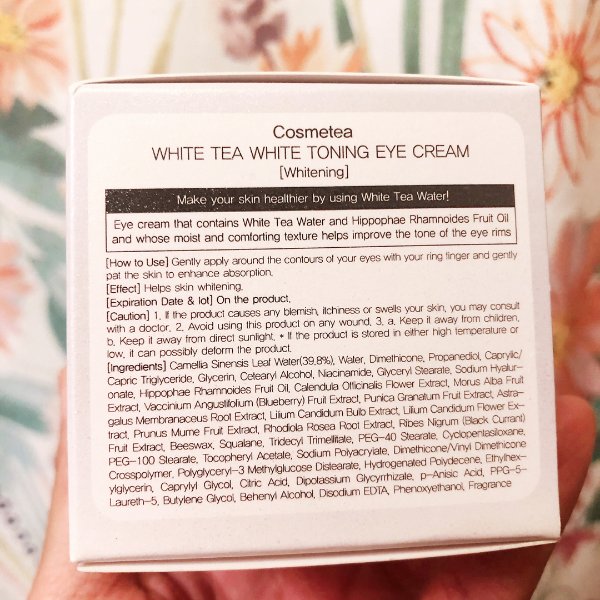 Cosmetea
WHITE TEA WHITE TONING EYE CREAM
[Whitening]
Make your skin healthier by using White Tea Water!
Eye cream that contains White Tea Water and Hippophae Rhamnoides Fruit Oil
and whose moist and comforting texture helps improve the tone of the eye rims
[How to Use] Gently apply around the contours of your eyes with your ring finger and gently
pat the skin to enhance absorption.
[Effect] Helps skin whitening.
[Expiration Date & lot] On the product.
[Caution] 1. If the product causes any blemish, itchiness or swells your skin, you may consult
with a doctor. 2. Avoid using this product on any wound. 3. a. Keep it away from children.
b. Keep it away from direct sunlight. * If the product is stored in either high temperature or
low, it can possibly deform the product.
[Ingredients] Camellia Sinensis Leaf Water(39.8%), Water, Dimethicone, Propanediol, Caprylic/
Capric Triglyceride, Glycerin, Cetearyl Alcohol, Niacinamide, Glyceryl Stearate, Sodium Hyalur-
onate, Hippophae Rhamnoides Fruit Oil, Calendula Officinalis Flower Extract, Morus Alba Fruit
Extract, Vaccinium Angustifolium (Blueberry) Fruit Extract, Punica Granatum Fruit Extract, Astra-
galus Membranaceus Root Extract, Lilium Candidum Bulb Extract, Lilium Candidum Flower Ex-
tract, Prunus Mume Fruit Extract, Rhodiola Rosea Root Extract, Ribes Nigrum (Black Currant)
Fruit Extract, Beeswax, Squalane, Tridecyl Trimellitate, PEG-40 Stearate, Cyclopentasiloxane,
PEG-100 Stearate, Tocopheryl Acetate, Sodium Polyacrylate, Dimethicone/Vinyl Dimethicone
Crosspolymer, Polyglyceryl-3 Methylglucose Distearate, Hydrogenated Polydecene, Ethylhex-
ylglycerin, Caprylyl Glycol, Citric Acid, Dipotassium Glycyrrhizate, p-Anisic Acid, PPG-5-
Laureth-5, Butylene Glycol, Behenyl Alcohol, Disodium EDTA, Phenoxyethanol, Fragrance